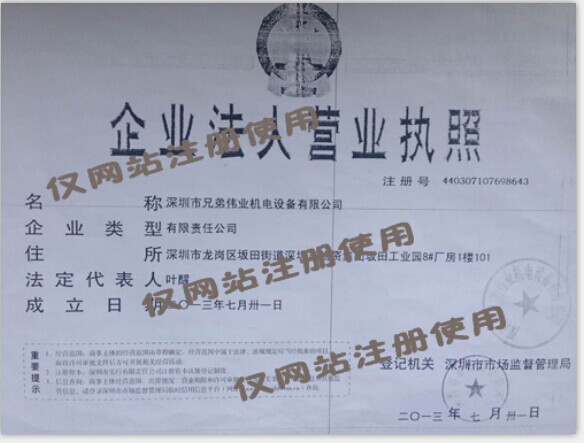 企业法人营业执照
仅网站注册使用
注册号 440307107698643
名称 深圳市兄弟伟业机电设备有限公司
企业类型 有限责任公司
住所 深圳市龙岗区坂田街道深圳坂田工业园8#厂房1楼101
法定代表人 叶醒
仅网站注册使用
成立日期 二〇一三年七月卅一日
重要提示
仅网站注册使用
登记机关 深圳市市场监督管理局
二〇一三年七月卅一日